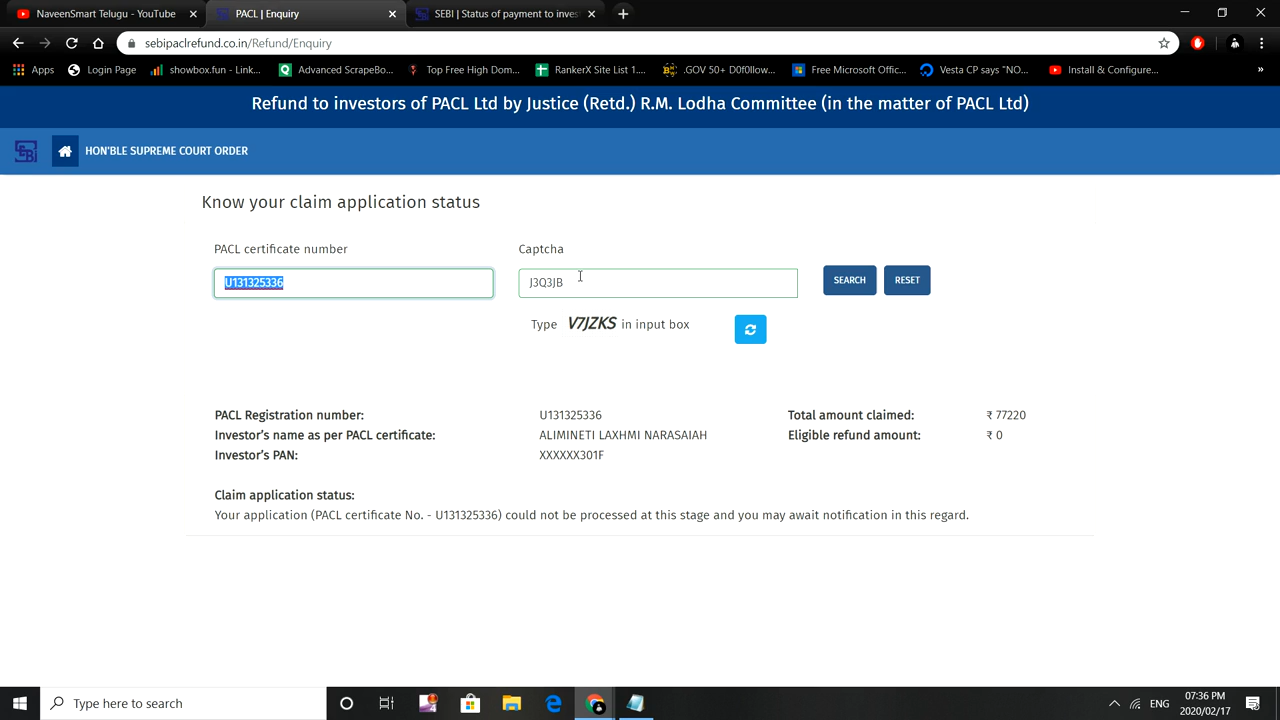 NaveenSmart Telugu - YouTube
PACL | Enquiry
SEBI | Status of payment to inves
sebipaclrefund.co.in/Refund/Enquiry
Apps
Login Page
showbox.fun - Link...
Advanced ScrapeBo...
Top Free High Dom...
RankerX Site List 1....
.GOV 50+ D0f0llow...
Free Microsoft Offic...
Vesta CP says "NO...
Install & Configure...
»
Refund to investors of PACL Ltd by Justice (Retd.) R.M. Lodha Committee (in the matter of PACL Ltd)
SEBI
HON'BLE SUPREME COURT ORDER
Know your claim application status
PACL certificate number
Captcha
U131325336
J3Q3JB
SEARCH
RESET
Type V7JZKS in input box
PACL Registration number: U131325336
Total amount claimed: ₹ 77220
Investor's name as per PACL certificate: ALIMINETI LAXHMI NARASAIAH
Eligible refund amount: ₹ 0
Investor's PAN: XXXXXX301F
Claim application status:
Your application (PACL certificate No. - U131325336) could not be processed at this stage and you may await notification in this regard.
Type here to search
ENG
07:36 PM
2020/02/17